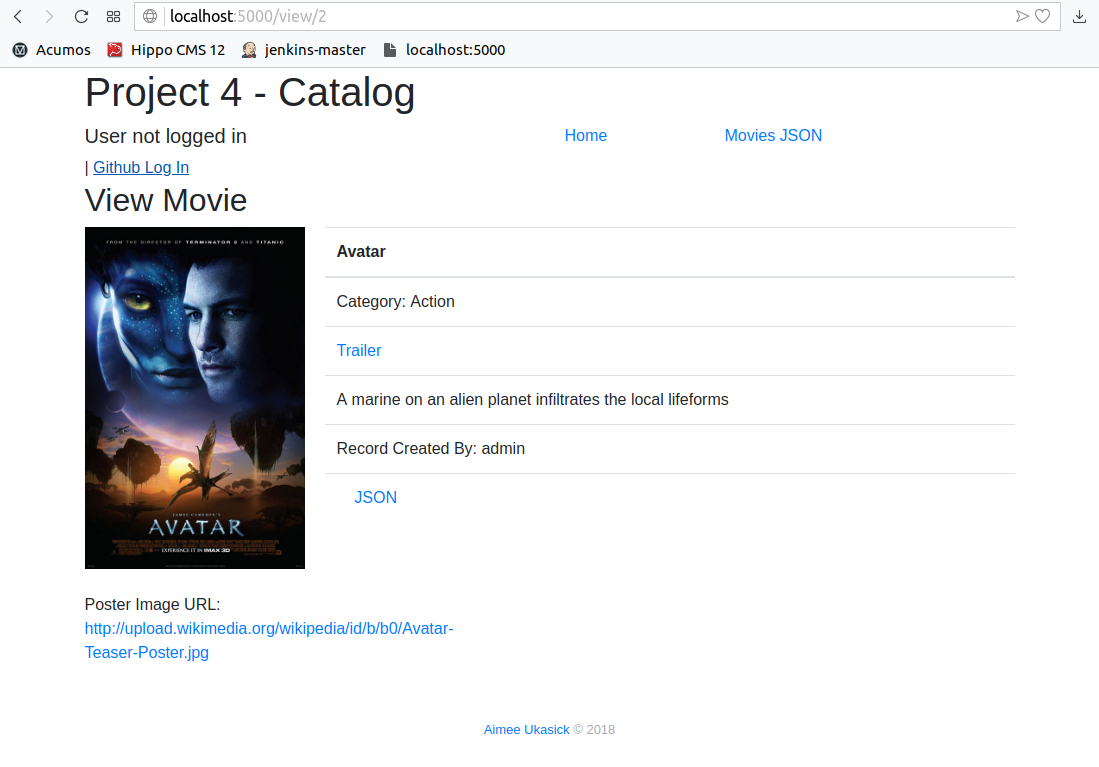 localhost:5000/view/2
Acumos Hippo CMS 12 jenkins-master localhost:5000
Project 4 - Catalog
User not logged in Home Movies JSON
| Github Log In
View Movie
FROM THE DIRECTOR OF TERMINATOR 2 AND TITANIC
JAMES CAMERON'S
AVATAR
EXPERIENCE IT IN IMAX 3D
Avatar
Category: Action
Trailer
A marine on an alien planet infiltrates the local lifeforms
Record Created By: admin
JSON
Poster Image URL:
http://upload.wikimedia.org/wikipedia/id/b/b0/Avatar-
Teaser-Poster.jpg
Aimee Ukasick © 2018